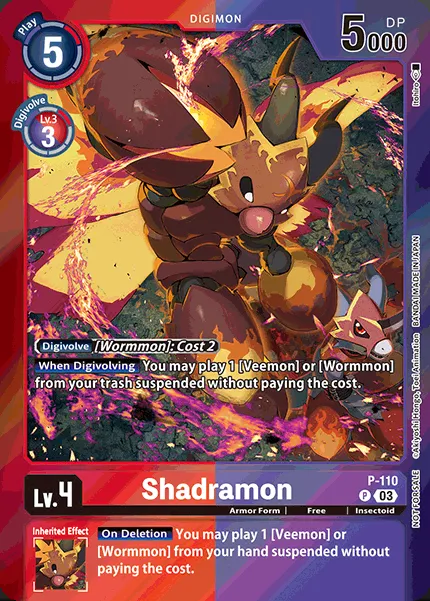 DIGIMON
Play
5
DP
5000
Digivolve
Lv.3
3
Digivolve [Wormmon]: Cost 2
When Digivolving You may play 1 [Veemon] or [Wormmon]
from your trash suspended without paying the cost.
Lv.4
Shadramon
P-110
P 03
Armor Form | Free | Insectoid
Inherited Effect
On Deletion You may play 1 [Veemon] or
[Wormmon] from your hand suspended without
paying the cost.
NOT FOR SALE ©Akiyoshi Hongo, Toei Animation BANDAI MADE IN JAPAN